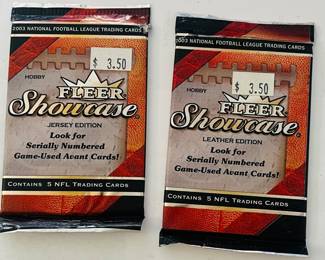 2003 NATIONAL FOOTBALL LEAGUE TRADING CARDS
HOBBY
$ 3.50
FLEER
Showcase
JERSEY EDITION
Look for
Serially Numbered
Game-Used Avant Cards!
CONTAINS 5 NFL TRADING CARDS
2003 NATIONAL FOOTBALL LEAGUE TRADING CARDS
HOBBY
$ 3.50
FLEER
Showcase
LEATHER EDITION
Look for
Serially Numbered
Game-Used Avant Cards!
CONTAINS 5 NFL TRADING CARDS